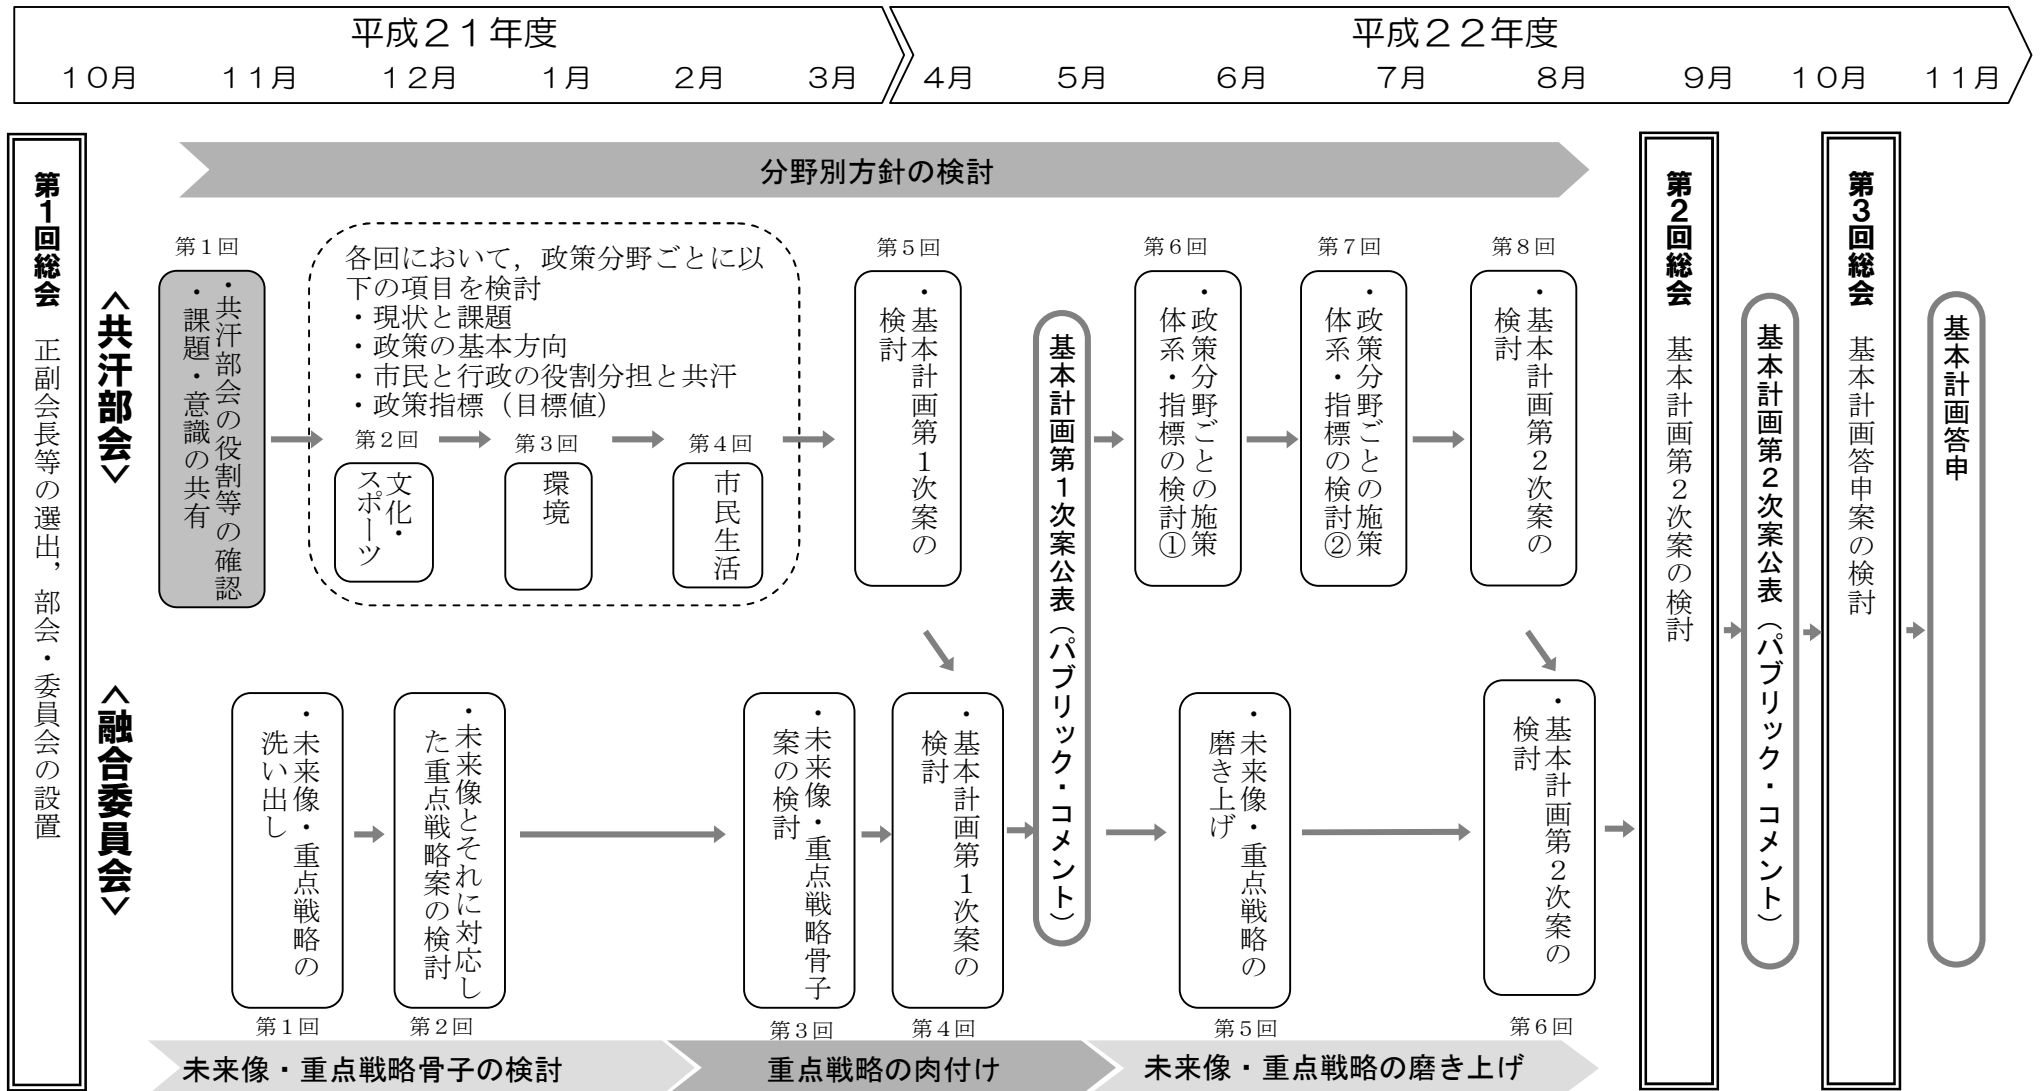 平成２１年度
平成２２年度
１０月
１１月
１２月
１月
２月
３月
４月
５月
６月
７月
８月
９月
１０月
１１月
第１回総会　正副会長等の選出，部会・委員会の設置
分野別方針の検討
＜共汗部会＞
第１回
・共汗部会の役割等の確認
・課題・意識の共有
各回において，政策分野ごとに以
下の項目を検討
・現状と課題
・政策の基本方向
・市民と行政の役割分担と共汗
・政策指標（目標値）
第２回
文化・
スポーツ
第３回
環境
第４回
市民生活
第５回
・基本計画第１次案の
検討
基本計画第１次案公表（パブリック・コメント）
第６回
・政策分野ごとの施策
体系・指標の検討①
第７回
・政策分野ごとの施策
体系・指標の検討②
第８回
・基本計画第２次案の
検討
＜融合委員会＞
・未来像・重点戦略の
洗い出し
第１回
・未来像とそれに対応し
た重点戦略案の検討
第２回
・未来像・重点戦略骨子
案の検討
第３回
・基本計画第１次案の
検討
第４回
・未来像・重点戦略の
磨き上げ
第５回
・基本計画第２次案の
検討
第６回
未来像・重点戦略骨子の検討
重点戦略の肉付け
未来像・重点戦略の磨き上げ
第２回総会　基本計画第２次案の検討
基本計画第２次案公表（パブリック・コメント）
第３回総会　基本計画答申案の検討
基本計画答申